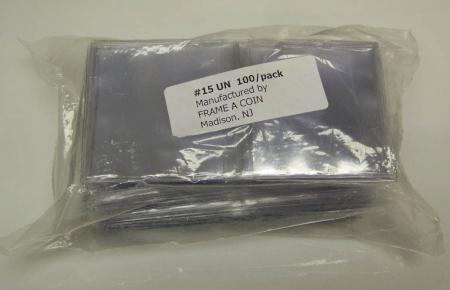 #15 UN 100/pack
Manufactured by
FRAME A COIN
Madison, NJ